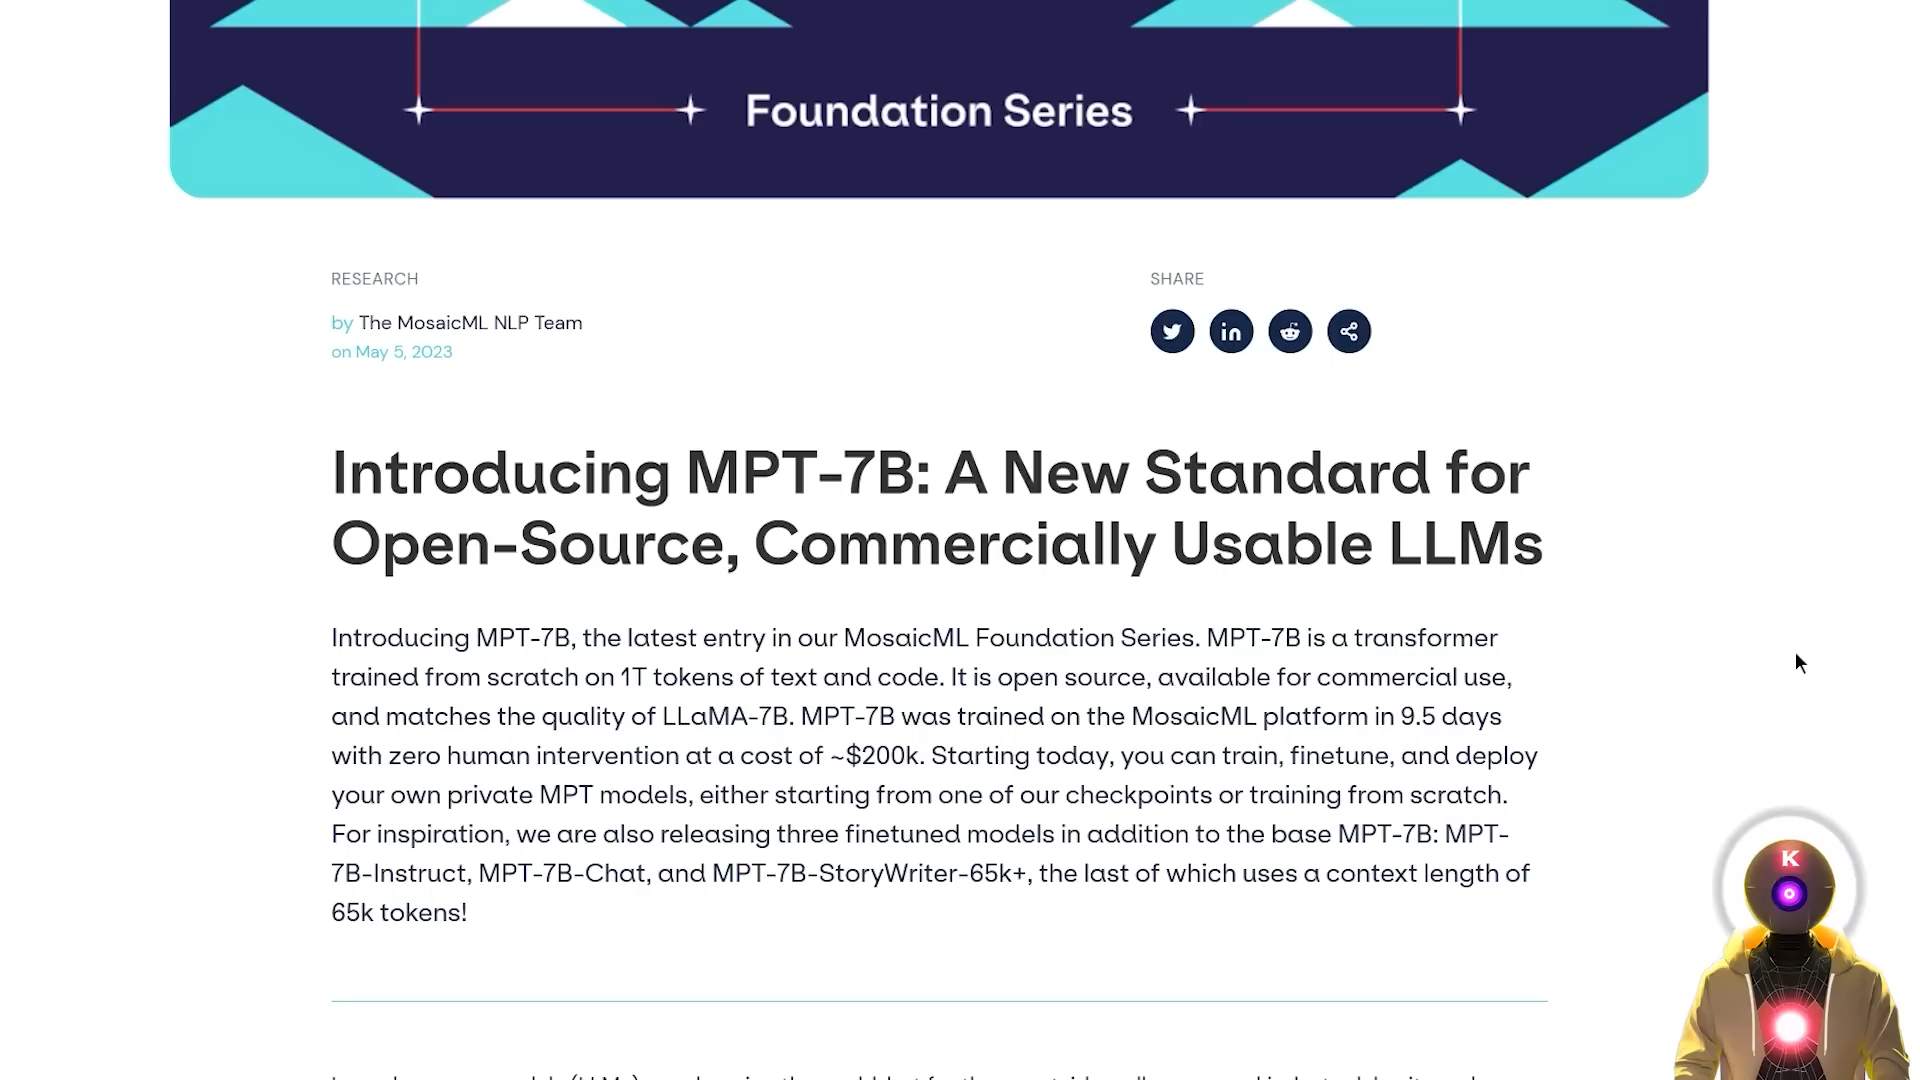 Foundation Series
RESEARCH
SHARE
by The MosaicML NLP Team
on May 5, 2023
Introducing MPT-7B: A New Standard for
Open-Source, Commercially Usable LLMs
Introducing MPT-7B, the latest entry in our MosaicML Foundation Series. MPT-7B is a transformer
trained from scratch on 1T tokens of text and code. It is open source, available for commercial use,
and matches the quality of LLaMA-7B. MPT-7B was trained on the MosaicML platform in 9.5 days
with zero human intervention at a cost of ~$200k. Starting today, you can train, finetune, and deploy
your own private MPT models, either starting from one of our checkpoints or training from scratch.
For inspiration, we are also releasing three finetuned models in addition to the base MPT-7B: MPT-
7B-Instruct, MPT-7B-Chat, and MPT-7B-StoryWriter-65k+, the last of which uses a context length of
65k tokens!
K